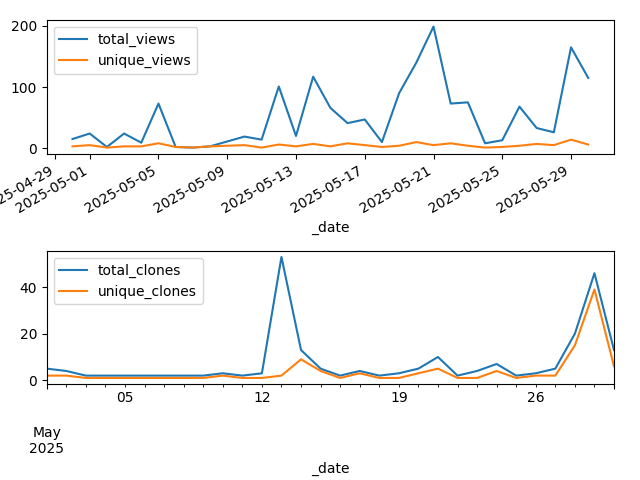 200
100
0
total_views
unique_views
25-04-29
2025-05-01
2025-05-05
2025-05-09
2025-05-13
2025-05-17
2025-05-21
2025-05-25
2025-05-29
_date
40
20
0
total_clones
unique_clones
05
12
19
26
May
2025
_date